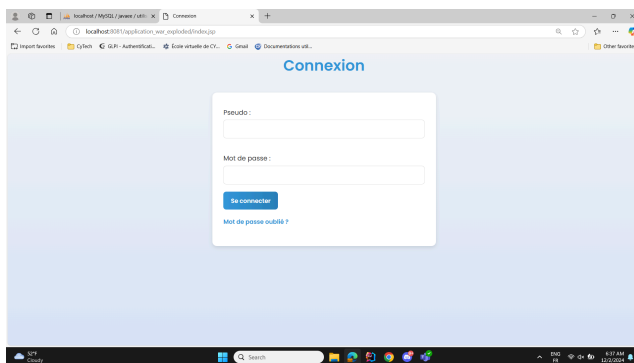 localhost / MySQL / javaee / utilis
Connexion
localhost:8081/application_war_exploded/index.jsp
Import favorites
CyTech
GLPI - Authentificati...
École virtuelle de CY...
Gmail
Documentations util...
Other favorites
Connexion
Pseudo :
Mot de passe :
Se connecter
Mot de passe oublié ?
52°F
Cloudy
Search
ENG
FR
6:37 AM
12/2/2024